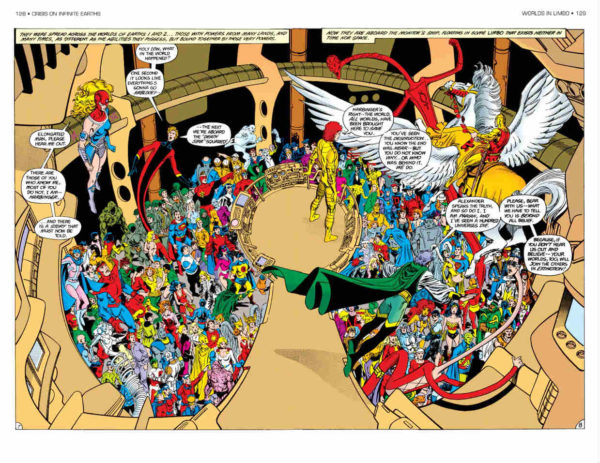 128 • CRISIS ON INFINITE EARTHS
WORLDS IN LIMBO • 129
THEY WERE SPREAD ACROSS THE WORLDS OF EARTHS 1 AND 2... THOSE WITH POWERS FROM MANY LANDS, AND
MANY TIMES, AS DIFFERENT AS THE ABILITIES THEY POSSESS, BUT BOUND TOGETHER BY THOSE VERY POWERS.
NOW THEY ARE ABOARD THE MONITOR'S SHIP, FLOATING IN SOME LIMBO THAT EXISTS NEITHER IN
TIME NOR SPACE.
HOLY COW, WHAT
IN THE WORLD
HAPPENED?
ONE SECOND
IT LOOKS LIKE
EVERYTHING'S
GONNA GO
KABLOOEY--
--THE NEXT
WE'RE ABOARD
THE
ELONGATED
MAN, PLEASE
HEAR ME OUT.
THERE ARE
THOSE OF YOU
WHO KNOW ME,
MOST OF YOU
DO NOT. I AM--
HARBINGER.
AND THERE
IS A STORY THAT
MUST NOW BE
TOLD.
HARBINGER'S
RIGHT--THE WORLD,
ALL WORLDS, HAVE
BEEN BROUGHT
HERE TO SAVE
YOU.
YOU'VE SEEN
THE DESTRUCTION.
YOU KNOW THE END
WAS NEAR--BUT
YOU DO NOT KNOW
WHY... OR WHO
WAS BEHIND IT.
WE DO.
ALEXANDER
SPEAKS THE TRUTH,
AND SO DO I. I
AM PARIAH, AND
I'VE SEEN A HUNDRED
UNIVERSES DIE.
PLEASE, BEAR
WITH US--WHAT
WE HAVE TO TELL
YOU IS BEYOND
ALL BELIEF.
BECAUSE, IF
YOU DON'T HEAR
US OUT AND
BELIEVE--YOUR
WORLDS, TOO, WILL
JOIN THE OTHERS
IN EXTINCTION!